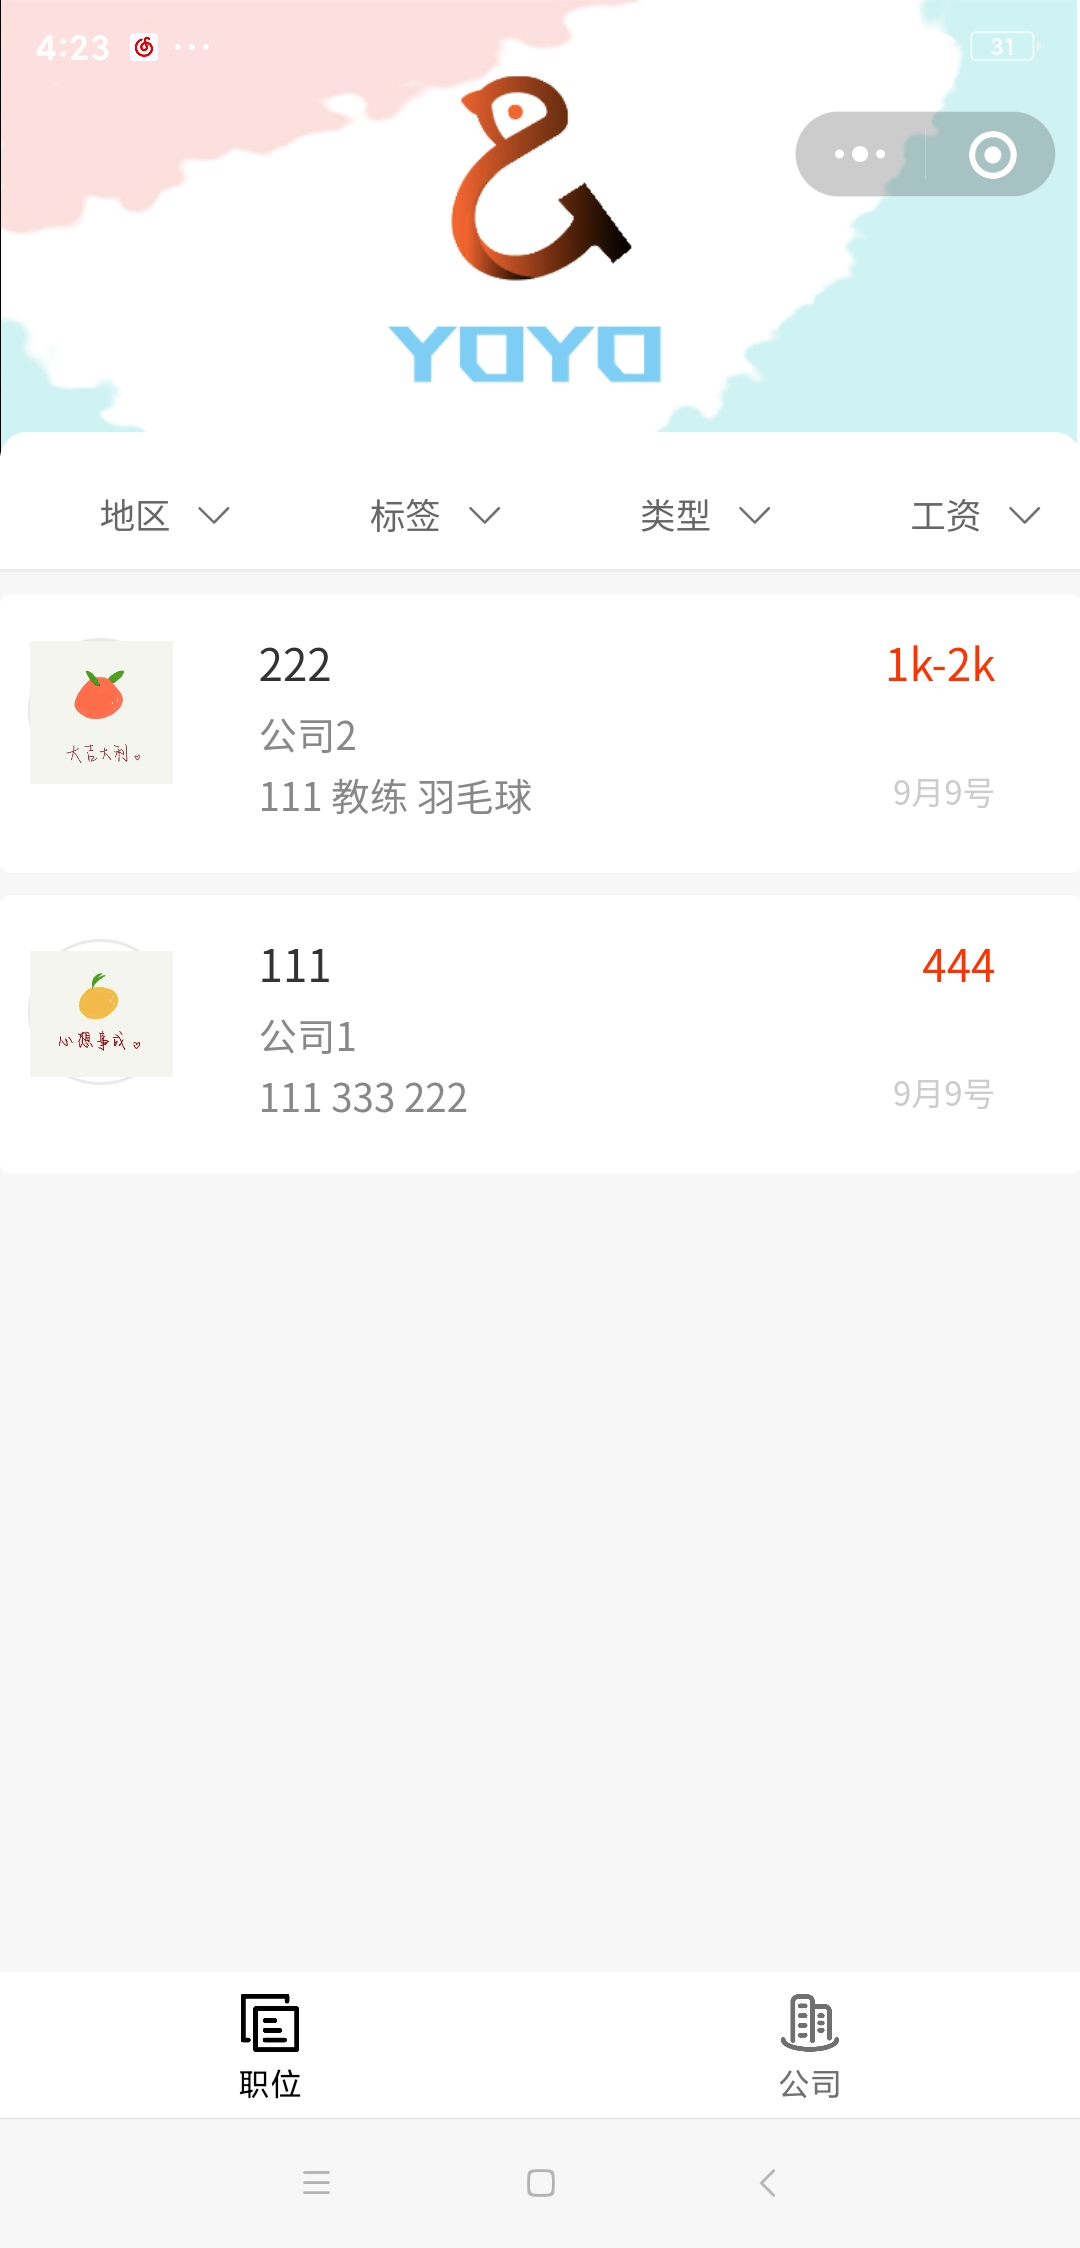 4:23
31
YOYO
地区 标签 类型 工资
222
1k-2k
公司2
111 教练 羽毛球
9月9号
大吉大利。
111
444
公司1
111 333 222
9月9号
心想事成。
职位 公司